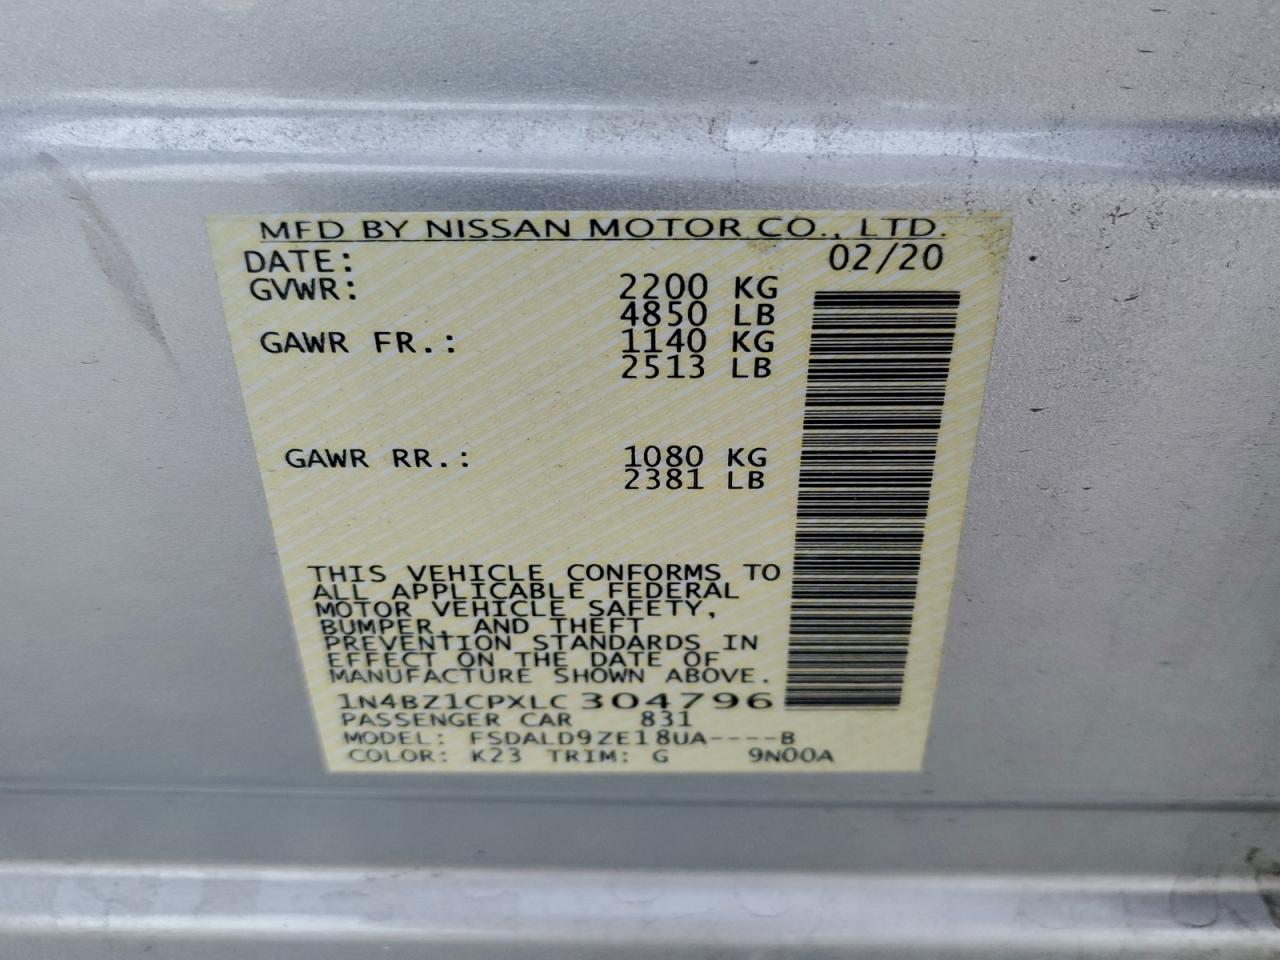 MFD BY NISSAN MOTOR CO., LTD.
DATE: 02/20
GVWR: 2200 KG
4850 LB
GAWR FR.: 1140 KG
2513 LB
GAWR RR.: 1080 KG
2381 LB
THIS VEHICLE CONFORMS TO
ALL APPLICABLE FEDERAL
MOTOR VEHICLE SAFETY,
BUMPER, AND THEFT
PREVENTION STANDARDS IN
EFFECT ON THE DATE OF
MANUFACTURE SHOWN ABOVE.
1N4BZ1CPXLC304796
PASSENGER CAR 831
MODEL: FSDALD9ZE18UA----B
COLOR: K23 TRIM: G 9N00A